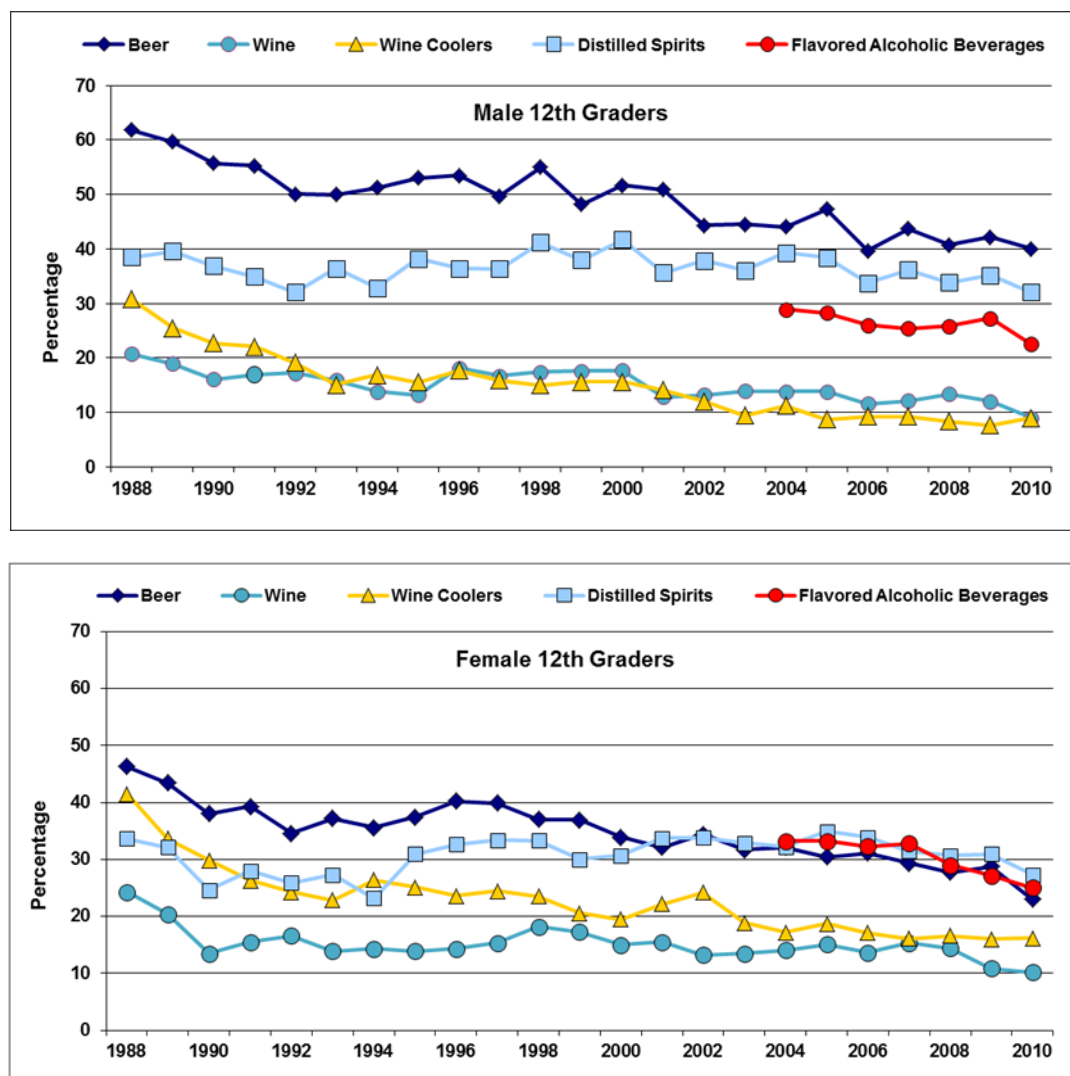 Beer Wine Wine Coolers Distilled Spirits Flavored Alcoholic Beverages
Male 12th Graders
Percentage
70
60
50
40
30
20
10
0
1988 1990 1992 1994 1996 1998 2000 2002 2004 2006 2008 2010
Beer Wine Wine Coolers Distilled Spirits Flavored Alcoholic Beverages
Female 12th Graders
Percentage
70
60
50
40
30
20
10
0
1988 1990 1992 1994 1996 1998 2000 2002 2004 2006 2008 2010